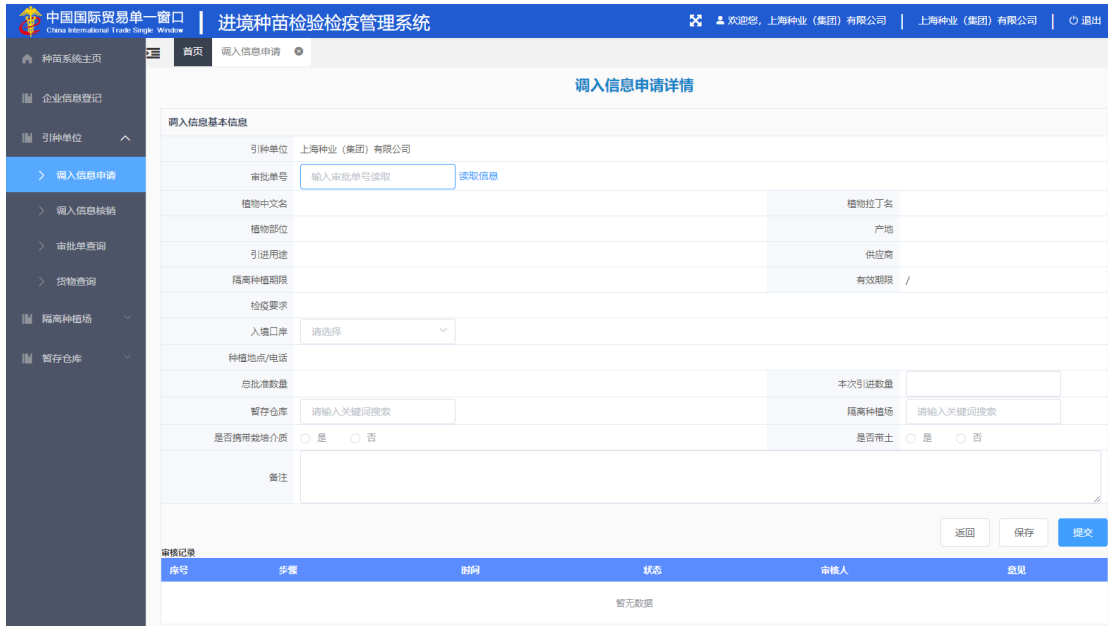 中国国际贸易单一窗口
China International Trade Single Window
进境种苗检验检疫管理系统
欢迎您, 上海种业 (集团) 有限公司
上海种业 (集团) 有限公司
退出
种苗系统主页
企业信息登记
引种单位
调入信息申请
调入信息核销
审批单查询
货物查询
隔离种植场
暂存仓库
首页 调入信息申请
调入信息申请详情
调入信息基本信息
引种单位 上海种业 (集团) 有限公司
审批单号 输入审批单号读取 读取信息
植物中文名 植物拉丁名
植物部位 产地
引进用途 供应商
隔离种植期限 有效期限 /
检疫要求
入境口岸 请选择
种植地点/电话
总批准数量 本次引进数量
暂存仓库 请输入关键词搜索 隔离种植场 请输入关键词搜索
是否携带栽培介质 是 否 是否带土 是 否
备注
返回 保存 提交
审核记录
序号 步骤 时间 状态 审核人 意见
暂无数据